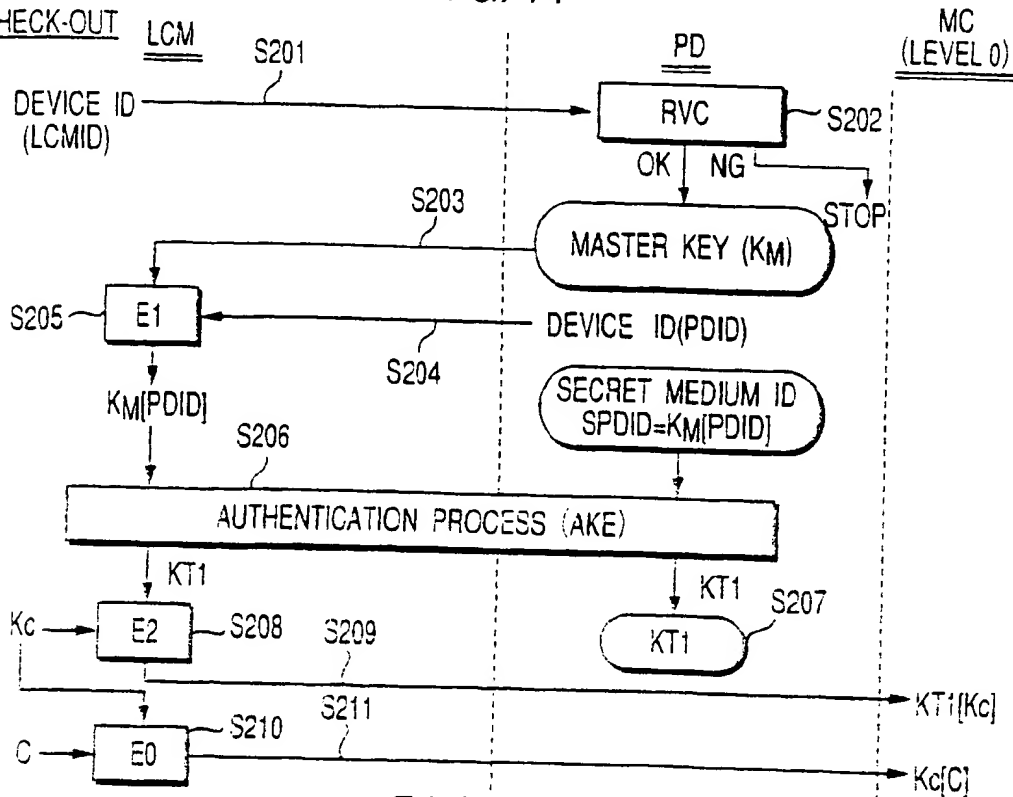 HECK-OUT
LCM
PD
MC
(LEVEL 0)
S201
DEVICE ID
(LCMID)
RVC
S202
OK
NG
STOP
S203
MASTER KEY (KM)
S205
E1
DEVICE ID(PDID)
S204
KM[PDID]
SECRET MEDIUM ID
SPDID=KM[PDID]
S206
AUTHENTICATION PROCESS (AKE)
KT1
KT1
S207
Kc
E2
S208
S209
KT1
KT1[Kc]
S210
S211
C
E0
Kc[C]